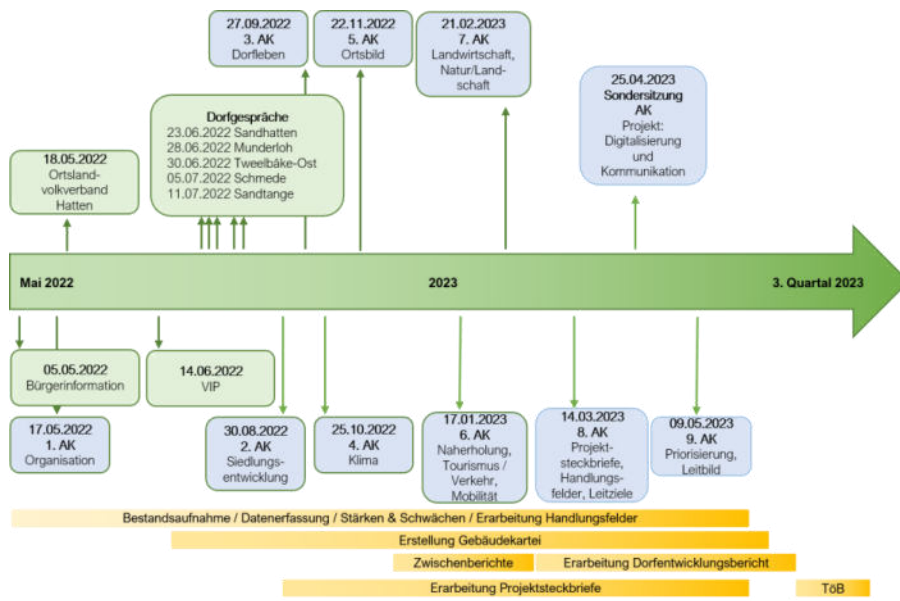 27.09.2022
3. AK
Dorfleben
22.11.2022
5. AK
Ortsbild
21.02.2023
7. AK
Landwirtschaft,
Natur/Land-
schaft
25.04.2023
Sondersitzung
AK
Projekt:
Digitalisierung
und
Kommunikation
Dorfgespräche
23.06.2022 Sandhatten
28.06.2022 Munderloh
30.06.2022 Tweelbäke-Ost
05.07.2022 Schmede
11.07.2022 Sandtange
18.05.2022
Ortsland-
volkverband
Hatten
Mai 2022
2023
3. Quartal 2023
05.05.2022
Bürgerinformation
14.06.2022
VIP
17.05.2022
1. AK
Organisation
30.08.2022
2. AK
Siedlungs-
entwicklung
25.10.2022
4. AK
Klima
17.01.2023
6. AK
Naherholung,
Tourismus /
Verkehr,
Mobilität
14.03.2023
8. AK
Projekt-
steckbriefe,
Handlungs-
felder, Leitziele
09.05.2023
9. AK
Priorisierung,
Leitbild
Bestandsaufnahme / Datenerfassung / Stärken & Schwächen / Erarbeitung Handlungsfelder
Erstellung Gebäudekartei
Zwischenberichte
Erarbeitung Dorfentwicklungsbericht
Erarbeitung Projektsteckbriefe
TöB